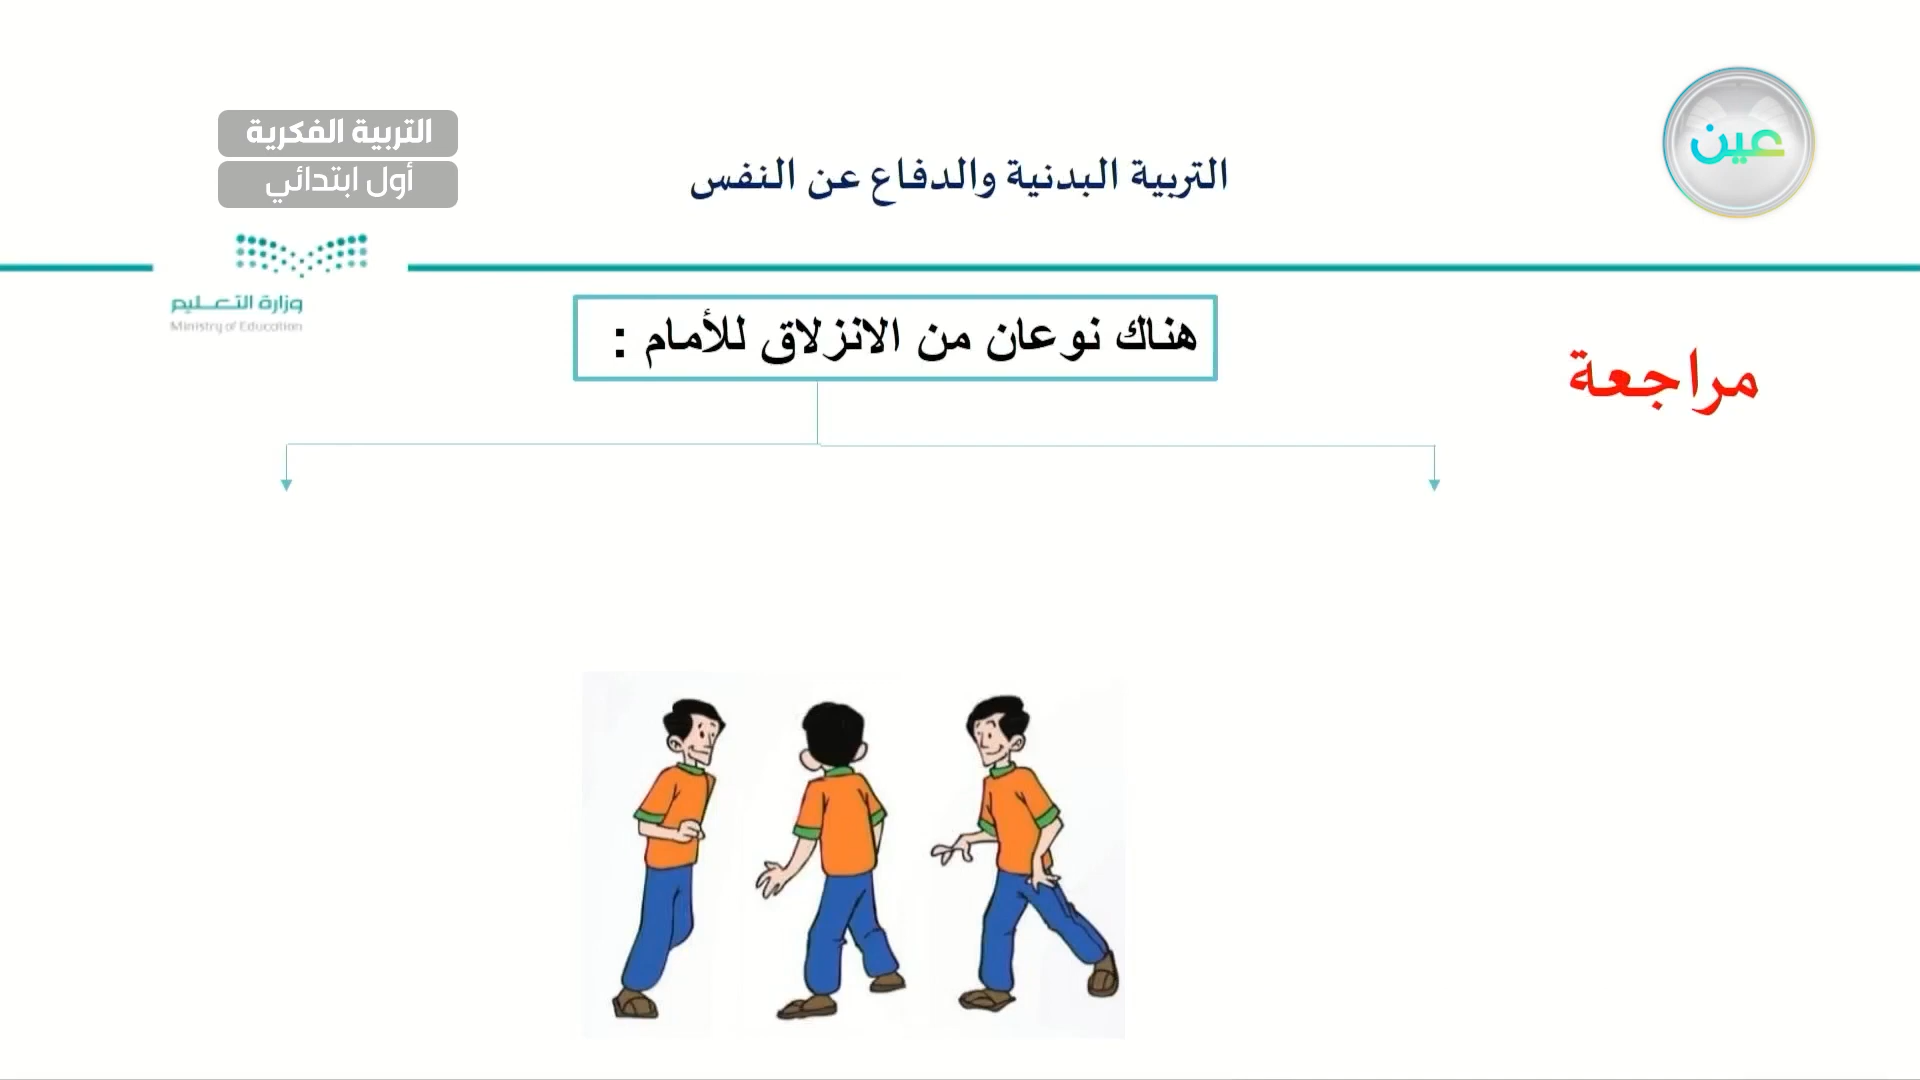 التربية الفكرية
أول ابتدائي
عين
التربية البدنية والدفاع عن النفس
وزارة التعـــليم
Ministry of Education
مراجعة
هناك نوعان من الانزلاق للأمام :